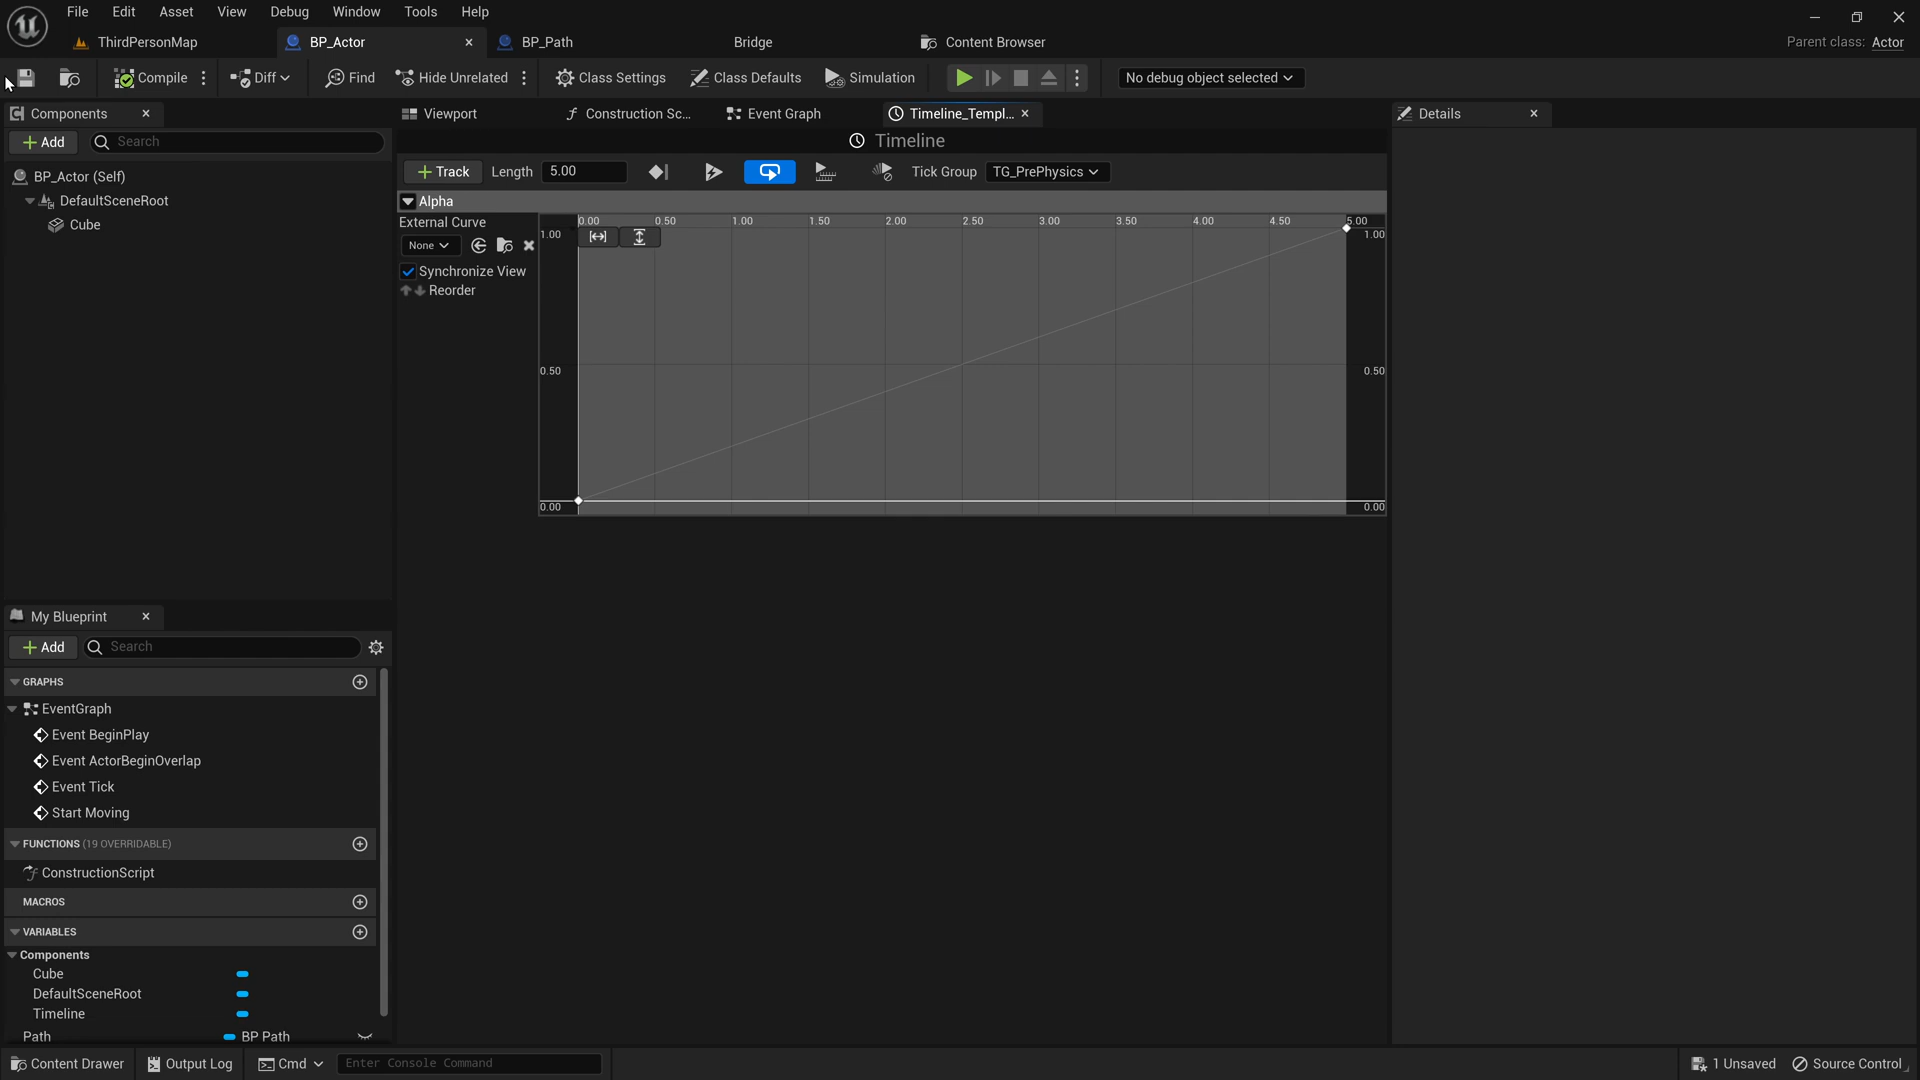 File Edit Asset View Debug Window Tools Help
ThirdPersonMap BP_Actor BP_Path Bridge Content Browser Parent class: Actor
Compile Diff Find Hide Unrelated Class Settings Class Defaults Simulation No debug object selected
Components Viewport Construction Sc... Event Graph Timeline_Templ... Details
Add Search Timeline
Track Length 5.00 Tick Group TG_PrePhysics
BP_Actor (Self)
DefaultSceneRoot
Cube
Alpha
External Curve
None
Synchronize View
Reorder
0.00 0.50 1.00 1.50 2.00 2.50 3.00 3.50 4.00 4.50 5.00
1.00 1.00
0.50 0.50
0.00 0.00
My Blueprint
Add Search
GRAPHS
EventGraph
Event BeginPlay
Event ActorBeginOverlap
Event Tick
Start Moving
FUNCTIONS (19 OVERRIDABLE)
ConstructionScript
MACROS
VARIABLES
Components
Cube
DefaultSceneRoot
Timeline
Path BP Path
Content Drawer Output Log Cmd Enter Console Command 1 Unsaved Source Control